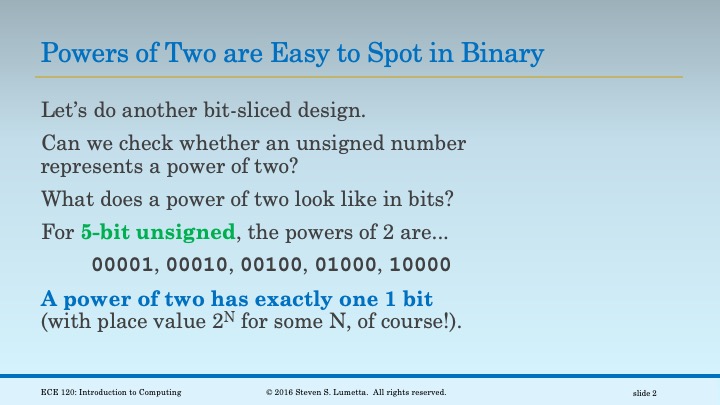 Powers of Two are Easy to Spot in Binary
Let's do another bit-sliced design.
Can we check whether an unsigned number
represents a power of two?
What does a power of two look like in bits?
For 5-bit unsigned, the powers of 2 are...
00001, 00010, 00100, 01000, 10000
A power of two has exactly one 1 bit
(with place value 2ᴺ for some N, of course!).
ECE 120: Introduction to Computing © 2016 Steven S. Lumetta. All rights reserved. slide 2